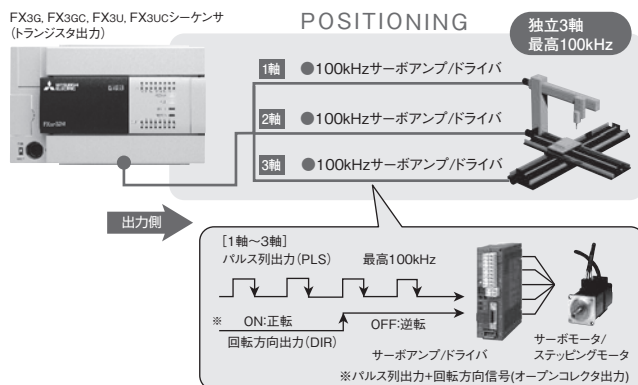 FX3G, FX3GC, FX3U, FX3UCシーケンサ
(トランジスタ出力)
POSITIONING
独立3軸
最高100kHz
MITSUBISHI
ELECTRIC
1軸 ●100kHzサーボアンプ/ドライバ
2軸 ●100kHzサーボアンプ/ドライバ
3軸 ●100kHzサーボアンプ/ドライバ
出力側
[1軸～3軸]
パルス列出力(PLS) 最高100kHz
※ ON:正転 OFF:逆転
回転方向出力(DIR)
サーボアンプ/ドライバ
サーボモータ/
ステッピングモータ
※パルス列出力+回転方向信号(オープンコレクタ出力)